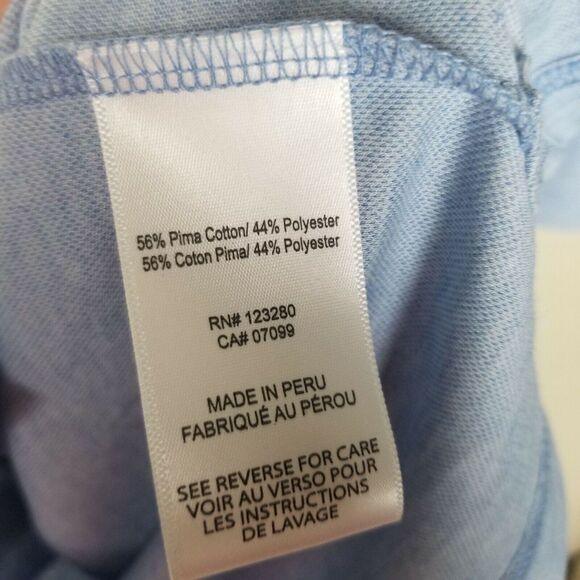 56% Pima Cotton/ 44% Polyester
56% Coton Pima/ 44% Polyester
RN# 123280
CA# 07099
MADE IN PERU
FABRIQUÉ AU PÉROU
SEE REVERSE FOR CARE
VOIR AU VERSO POUR
LES INSTRUCTIONS
DE LAVAGE